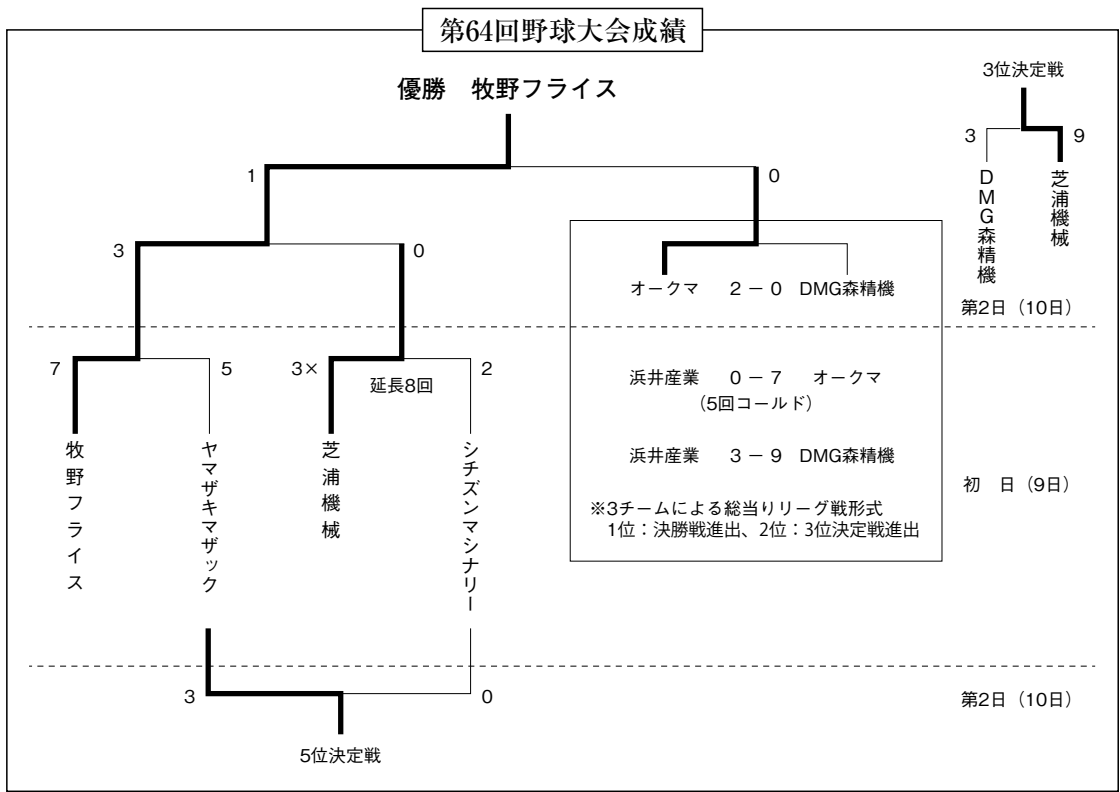 第64回野球大会成績
優勝　牧野フライス
3位決定戦
3
9
DMG森精機
芝浦機械
1
0
3
0
オークマ　2－0　DMG森精機
第2日（10日）
7
5
3×
延長8回
2
浜井産業　0－7　オークマ
（5回コールド）
浜井産業　3－9　DMG森精機
※3チームによる総当りリーグ戦形式
1位：決勝戦進出、2位：3位決定戦進出
初　日（9日）
牧野フライス
ヤマザキマザック
芝浦機械
シチズンマシナリー
3
0
第2日（10日）
5位決定戦